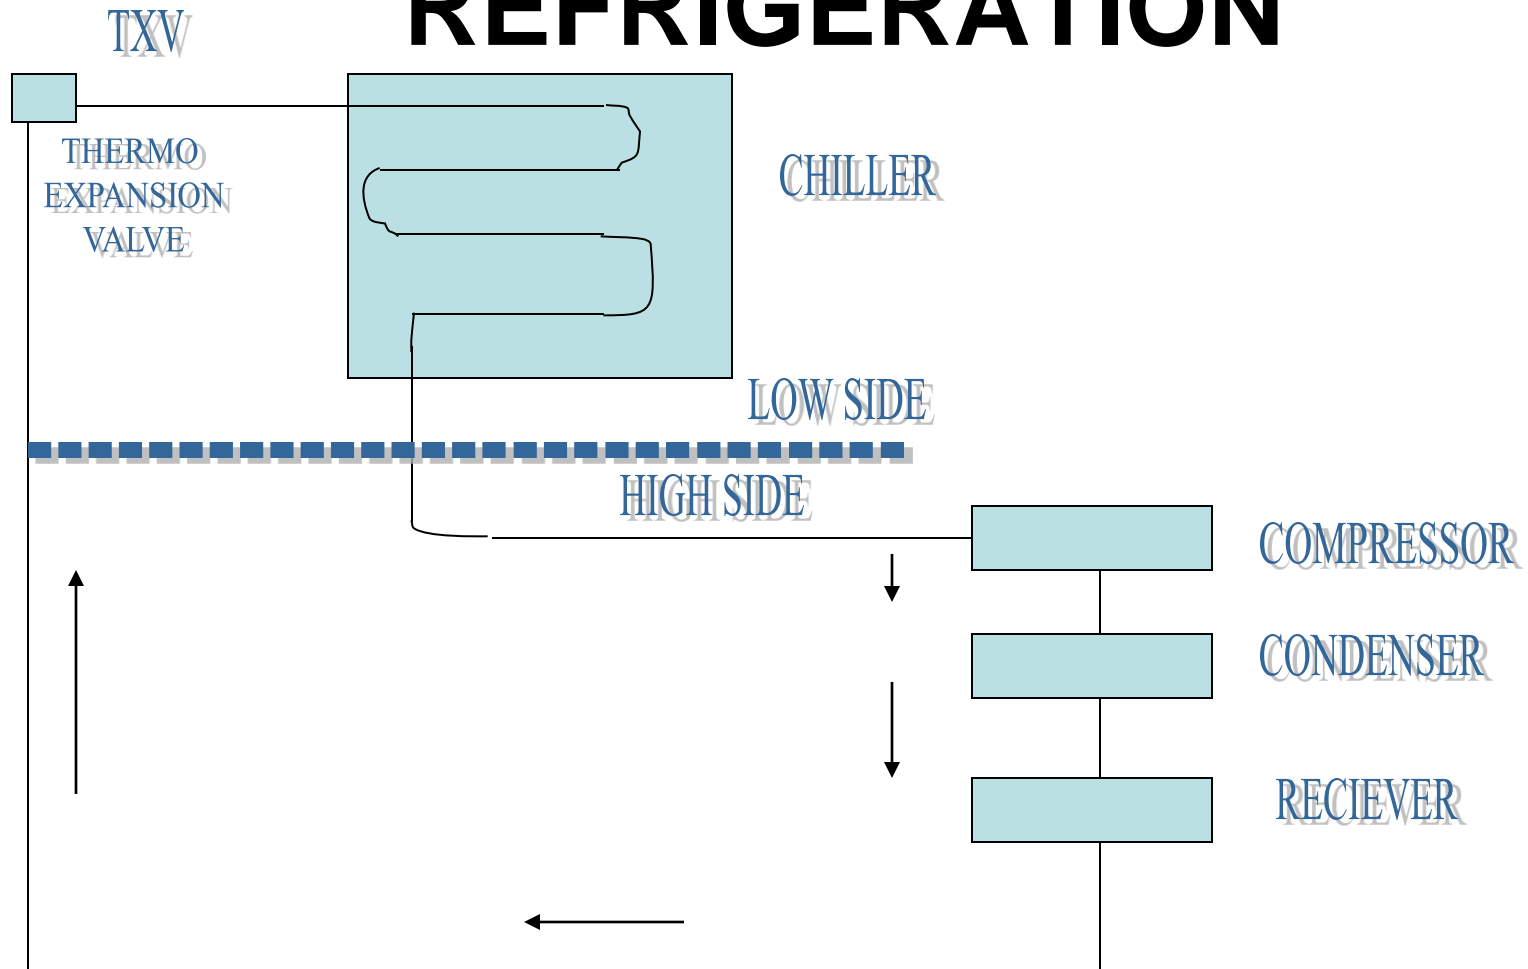 REFRIGERATION
TXV
THERMO
EXPANSION
VALVE
CHILLER
LOW SIDE
HIGH SIDE
COMPRESSOR
CONDENSER
RECIEVER